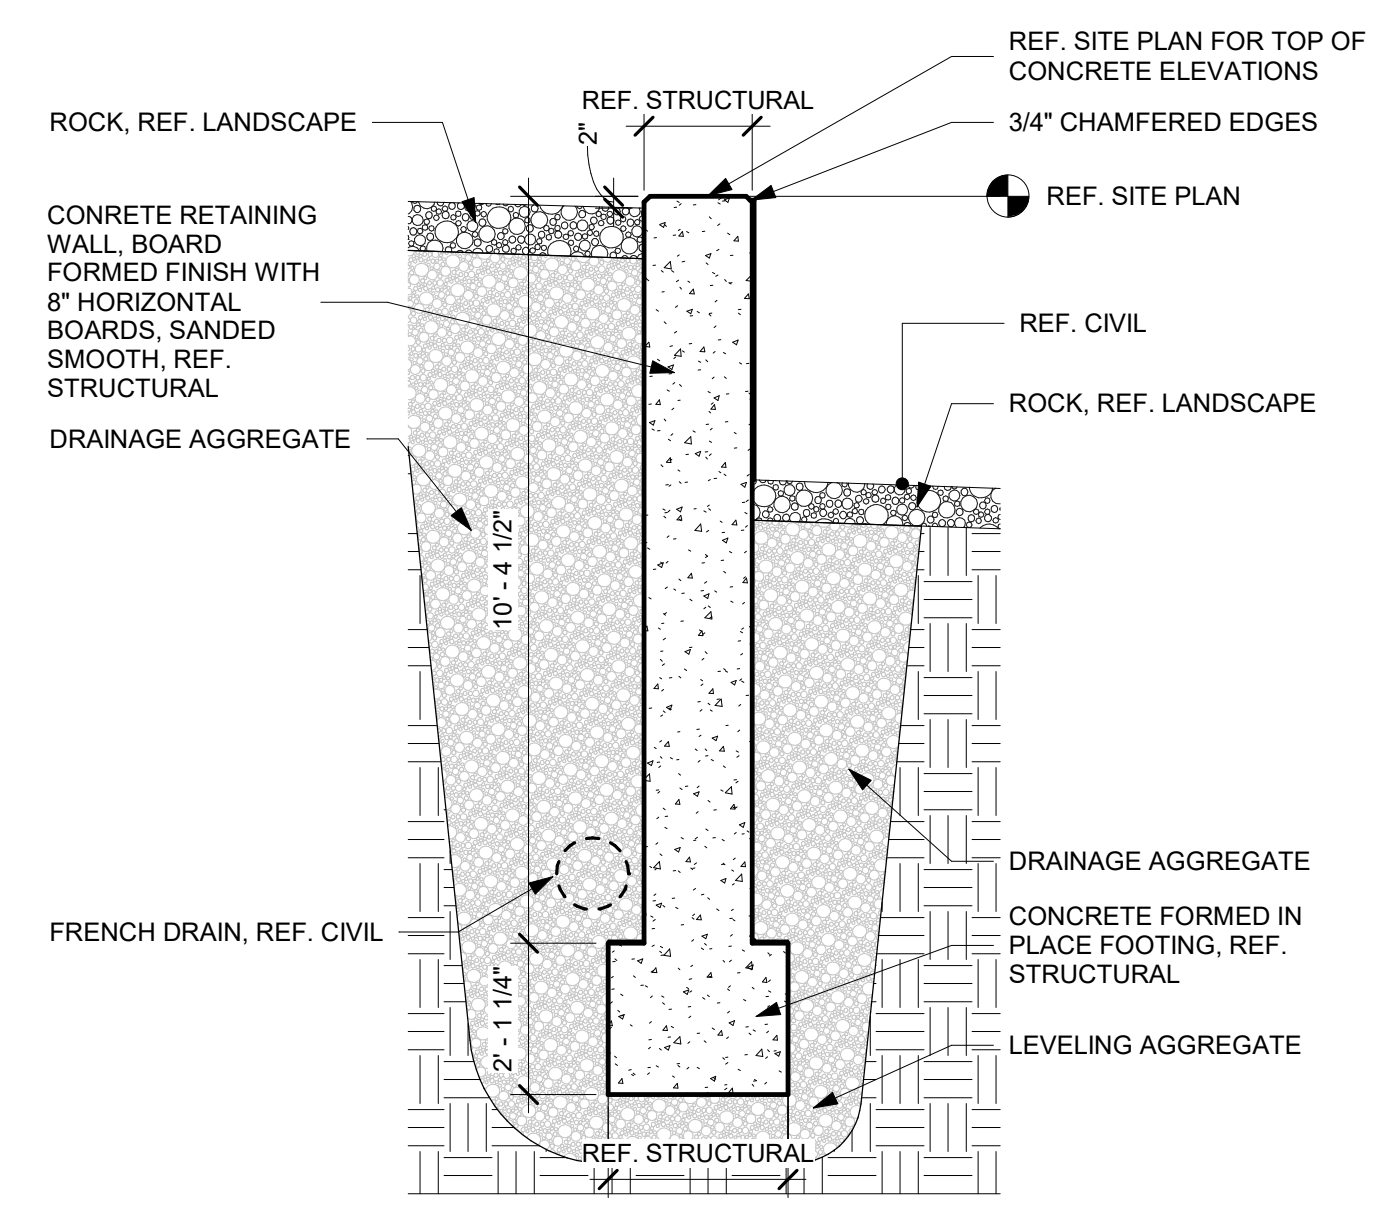 REF. SITE PLAN FOR TOP OF
CONCRETE ELEVATIONS
REF. STRUCTURAL
3/4" CHAMFERED EDGES
ROCK, REF. LANDSCAPE
2"
REF. SITE PLAN
CONRETE RETAINING
WALL, BOARD
FORMED FINISH WITH
8" HORIZONTAL
BOARDS, SANDED
SMOOTH, REF.
STRUCTURAL
REF. CIVIL
ROCK, REF. LANDSCAPE
DRAINAGE AGGREGATE
10' - 4 1/2"
DRAINAGE AGGREGATE
FRENCH DRAIN, REF. CIVIL
CONCRETE FORMED IN
PLACE FOOTING, REF.
STRUCTURAL
2' - 1 1/4"
LEVELING AGGREGATE
REF. STRUCTURAL